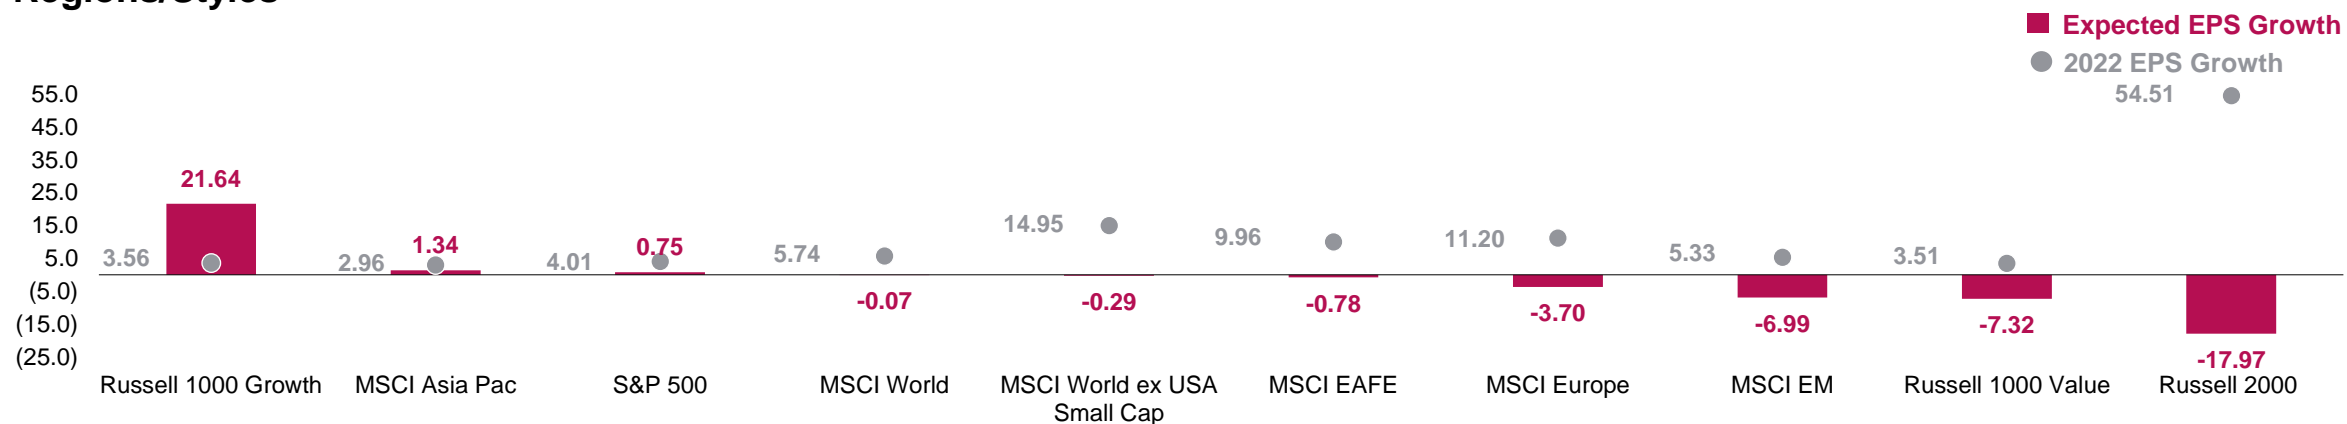 Regions/Styles
Expected EPS Growth
2022 EPS Growth
55.0
45.0
35.0
25.0
15.0
5.0
(5.0)
(15.0)
(25.0)
3.56
21.64
2.96
1.34
4.01
0.75
5.74
-0.07
14.95
-0.29
9.96
-0.78
11.20
-3.70
5.33
-6.99
3.51
-7.32
54.51
-17.97
Russell 1000 Growth
MSCI Asia Pac
S&P 500
MSCI World
MSCI World ex USA
Small Cap
MSCI EAFE
MSCI Europe
MSCI EM
Russell 1000 Value
Russell 2000